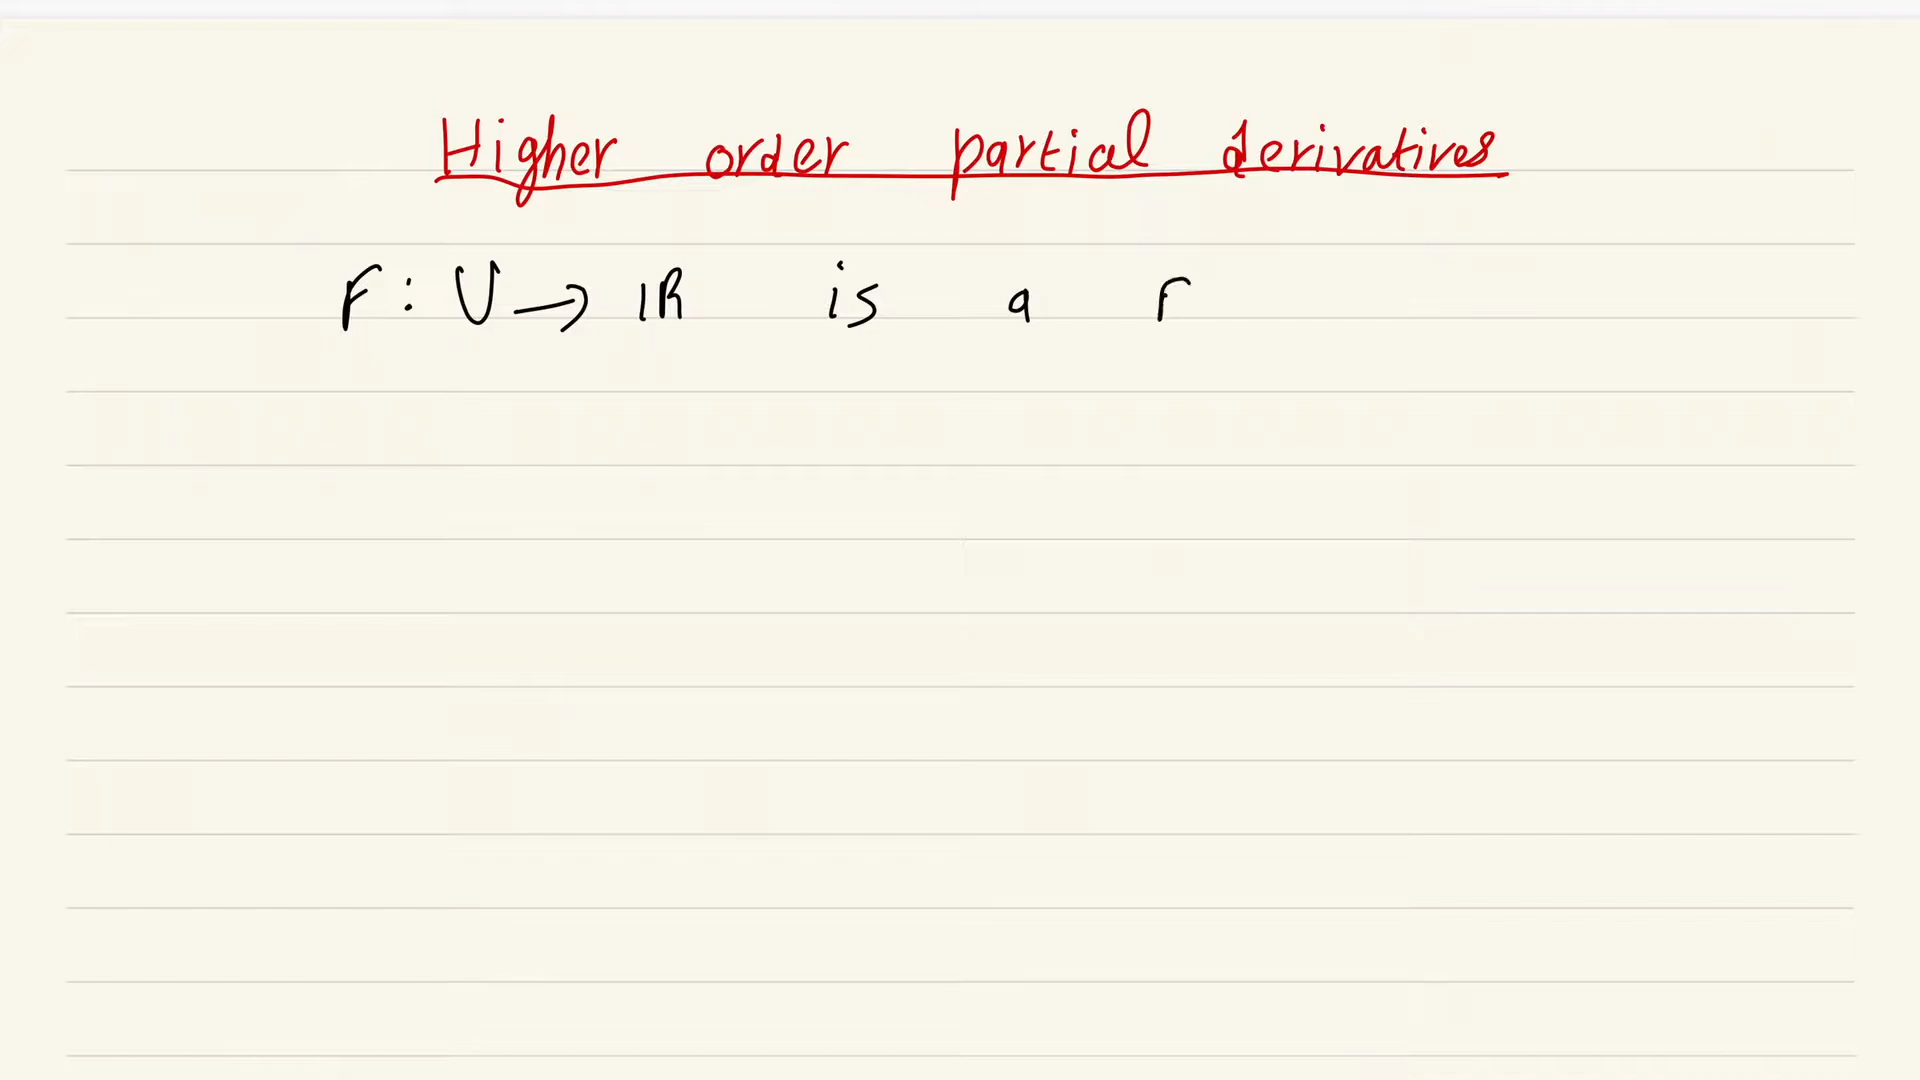 Higher order partial derivatives
F : U → ℝ is a